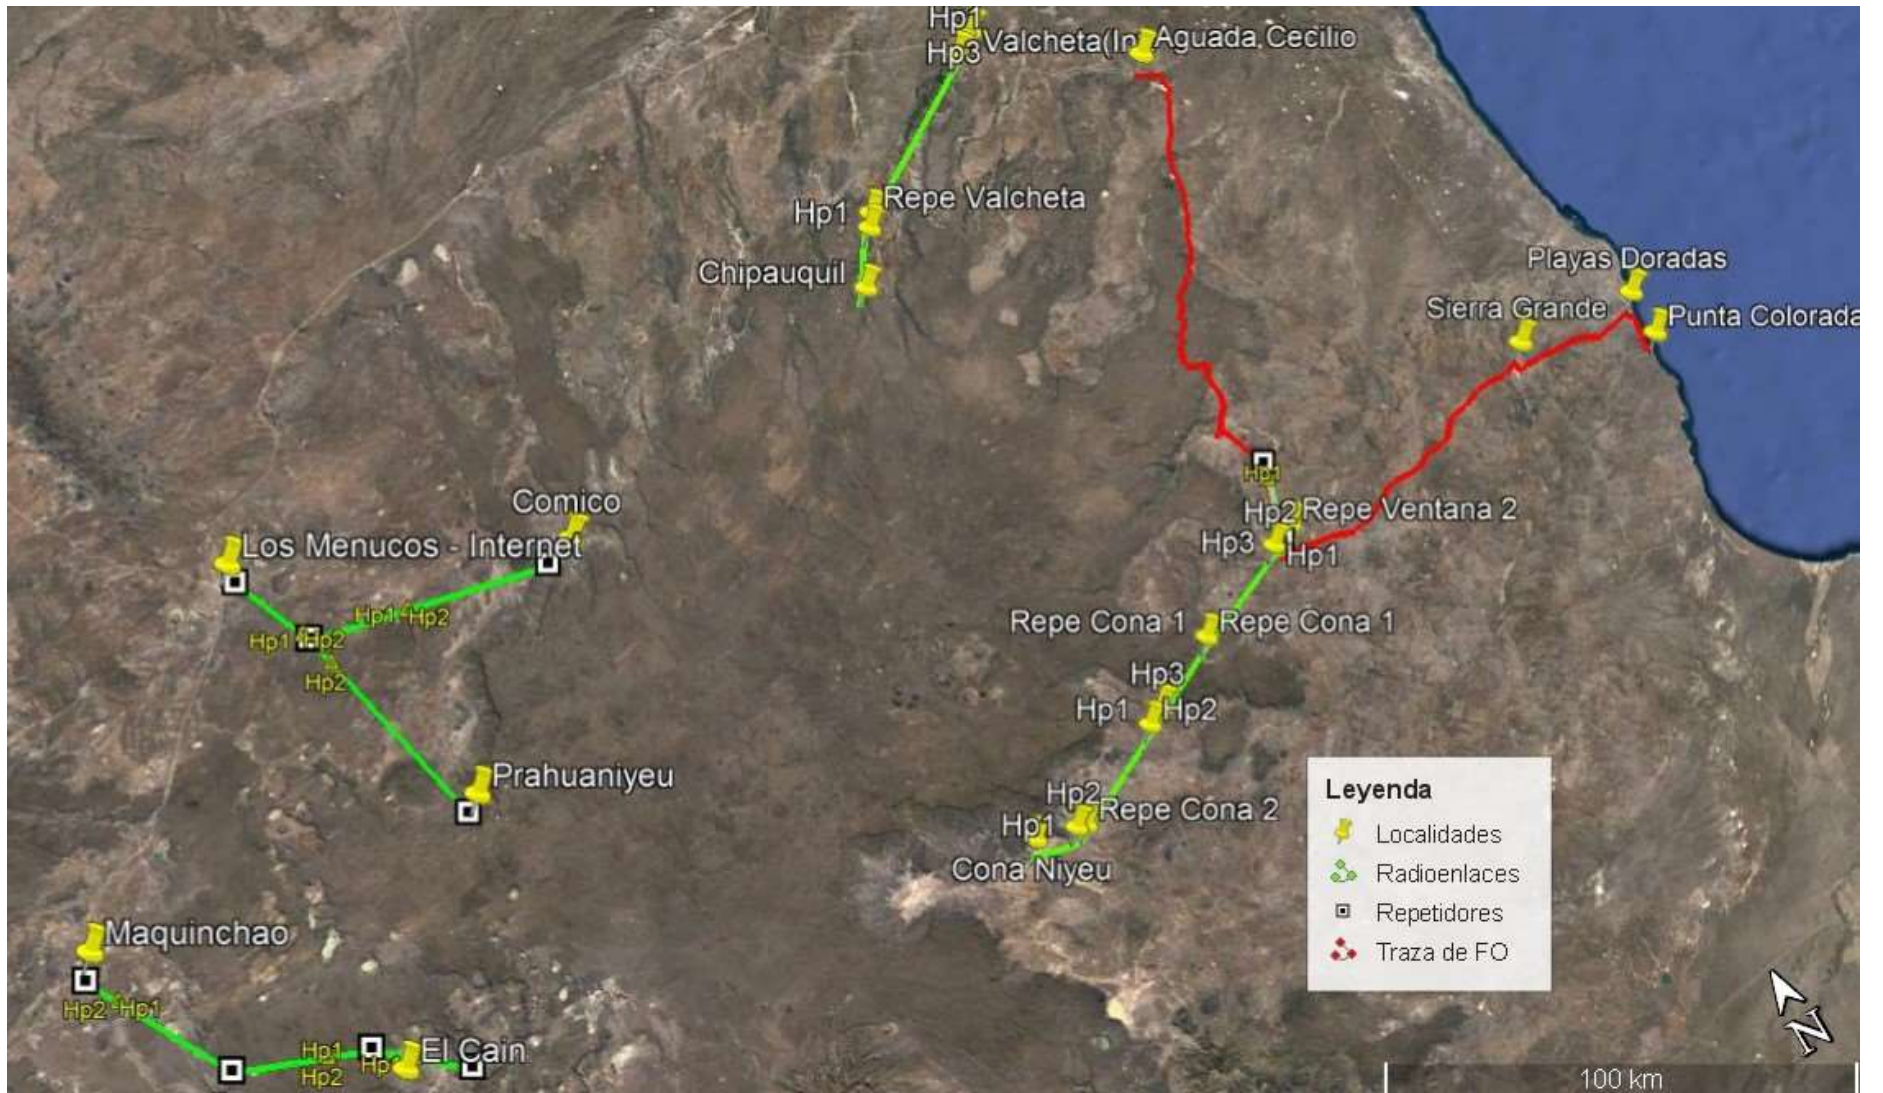 Hp1
Hp3
Valcheta(In
Aguada Cecilio
Repe Valcheta
Hp1
Chipauquil
Playas Doradas
Sierra Grande
Punta Colorada
Hp1
Comico
Hp2
Repe Ventana 2
Los Menucos - Internet
Hp3
Hp1
Hp1
Hp2
Hp1
Hp2
Repe Cona 1
Repe Cona 1
Hp2
Hp3
Hp1
Hp2
Prahuaniyeu
Hp2
Repe Cona 2
Hp1
Cona Niyeu
Leyenda
Localidades
Radioenlaces
Repetidores
Traza de FO
Maquinchao
Hp2
Hp1
Hp1
El Cain
Hp
Hp2
N
100 km